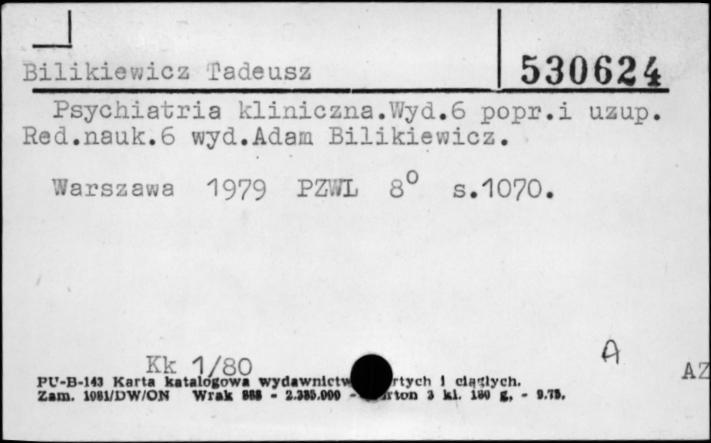 Bilikiewicz Tadeusz
530624
Psychiatria kliniczna.Wyd.6 popr.i uzup.
Red.nauk.6 wyd.Adam Bilikiewicz.
Warszawa 1979 PZWL 8° s.1070.
A
Kk 1/80
AZ
PU-B-143 Karta katalogowa wydawnictw rtych i ciągłych.
Zam. 1081/DW/ON Wrak - 2.385.000 - rton 3 kl. 180 g. - 9.75.